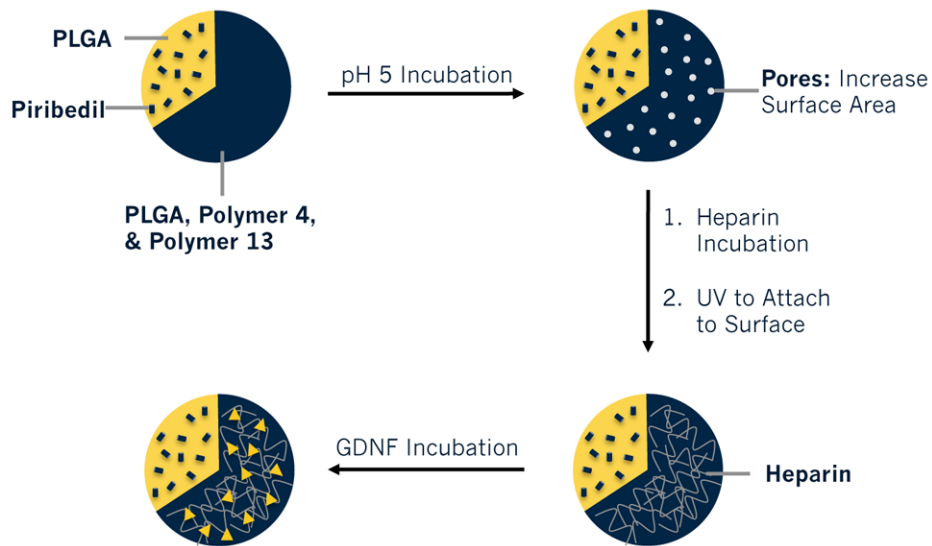 PLGA
Piribedil
PLGA, Polymer 4,
& Polymer 13
pH 5 Incubation
Pores: Increase
Surface Area
1. Heparin
Incubation
2. UV to Attach
to Surface
Heparin
GDNF Incubation